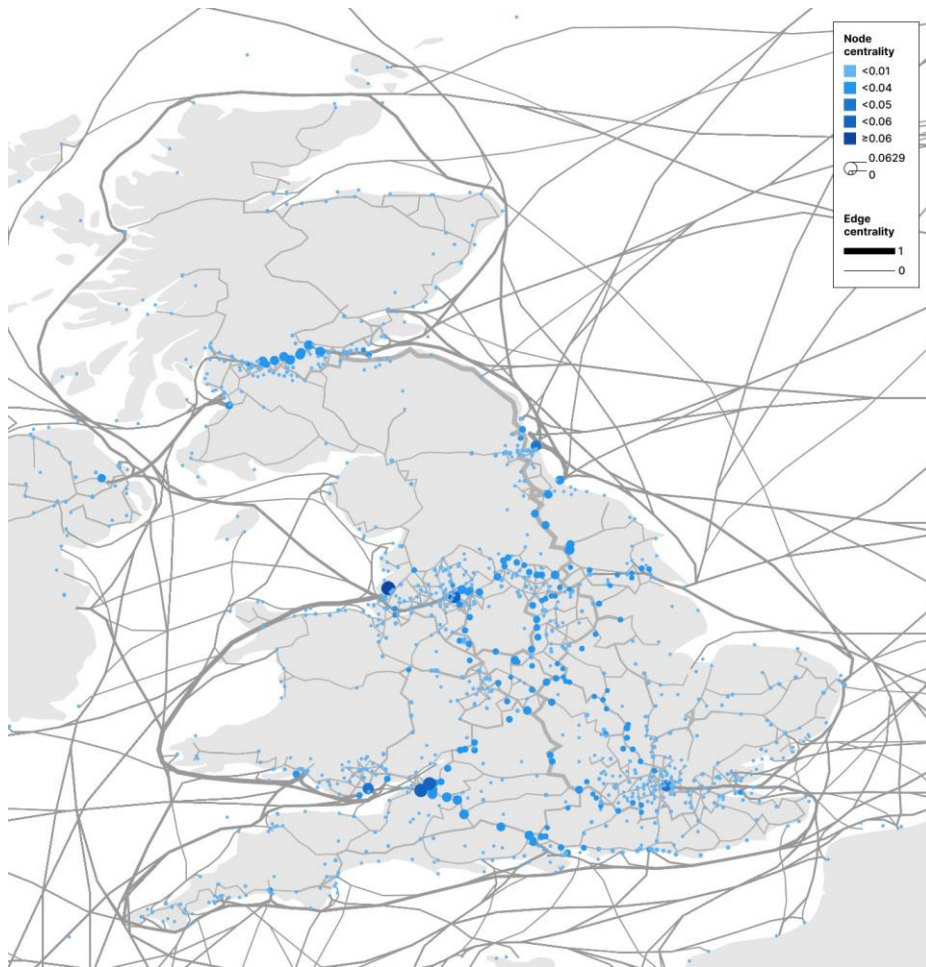 Node
centrality
<0.01
<0.04
<0.05
<0.06
≥0.06
0.0629
0
Edge
centrality
1
0